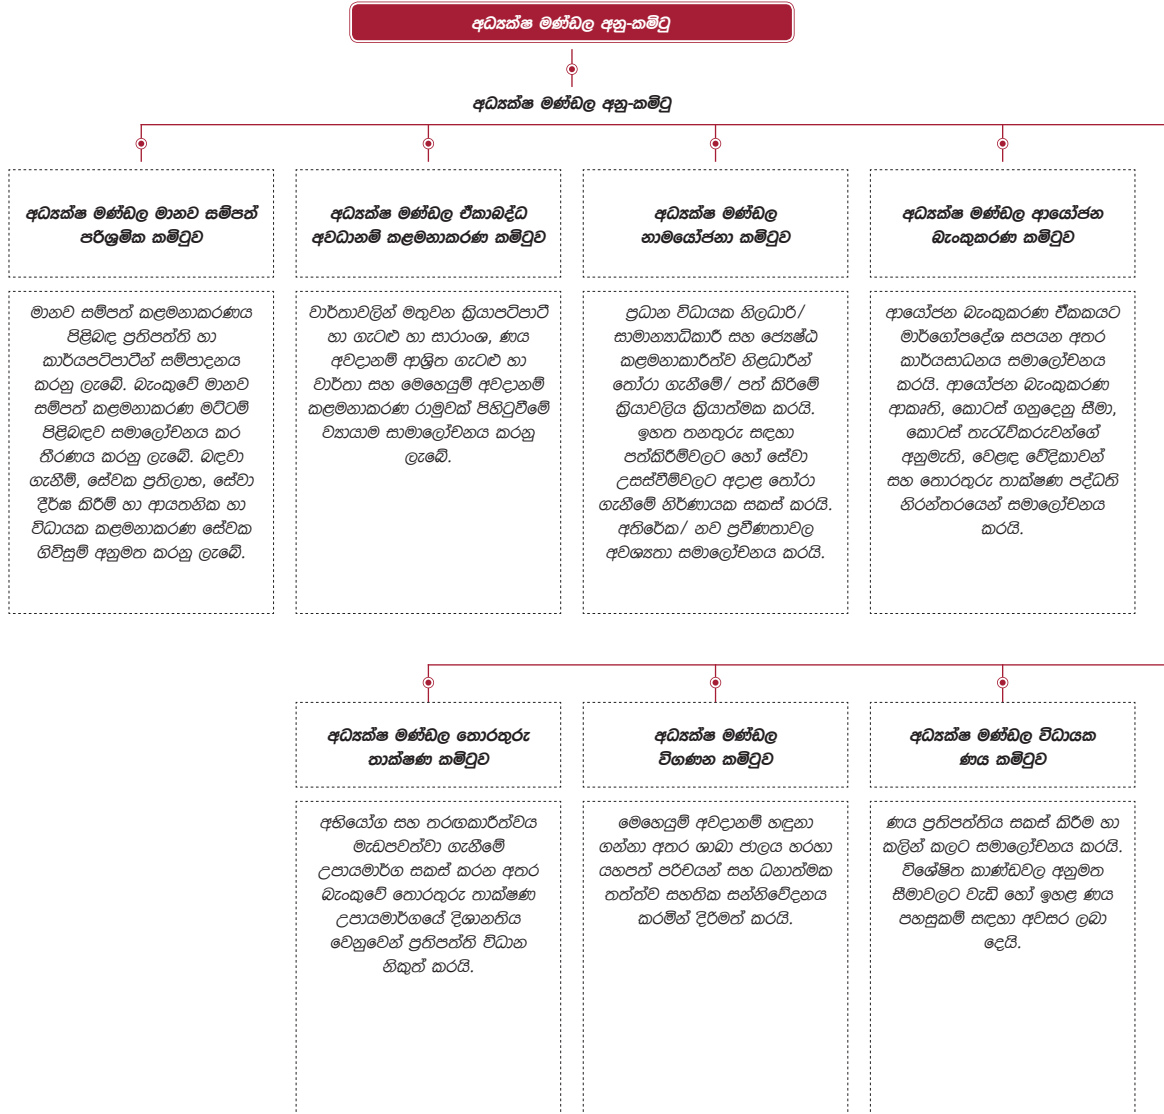 අධ්‍යක්ෂ මණ්ඩල අනු-කමිටු
අධ්‍යක්ෂ මණ්ඩල අනු-කමිටු
අධ්‍යක්ෂ මණ්ඩල මානව සම්පත්
පරිශ්‍රමික කමිටුව
මානව සම්පත් කළමනාකරණය
පිළිබඳ ප්‍රතිපත්ති හා
කාර්යපටිපාටීන් සම්පාදනය
කරනු ලැබේ. බැංකුවේ මානව
සම්පත් කළමනාකරණ මට්ටම්
පිළිබඳව සමාලෝචනය කර
තීරණය කරනු ලැබේ. බඳවා
ගැනීම්, සේවක ප්‍රතිලාභ, සේවා
දීර්ඝ කිරීම් හා ආයතනික හා
විධායක කළමනාකරණ සේවක
ගිවිසුම් අනුමත කරනු ලැබේ.
අධ්‍යක්ෂ මණ්ඩල ඒකාබද්ධ
අවධානම් කළමනාකරණ කමිටුව
වාර්තාවලින් මතුවන ක්‍රියාපටිපාටී
හා ගැටළු හා සාරාංශ, ණය
අවදානම් ආශ්‍රිත ගැටළු හා
වාර්තා සහ මෙහෙයුම් අවදානම්
කළමනාකරණ රාමුවක් පිහිටුවීමේ
ව්‍යායාම සාමාලෝචනය කරනු
ලැබේ.
අධ්‍යක්ෂ මණ්ඩල
නාමයෝජනා කමිටුව
ප්‍රධාන විධායක නිලධාරි/
සාමාන්‍යාධිකාරී සහ ජ්‍යෙෂ්ඨ
කළමනාකාරීත්ව නිළධාරීන්
තෝරා ගැනීමේ/ පත් කිරිමේ
ක්‍රියාවලිය ක්‍රියාත්මක කරයි.
ඉහත තනතුරු සඳහා
පත්කිරීම්වලට හෝ සේවා
උසස්වීම්වලට අදාළ තෝරා
ගැනීමේ නිර්ණායක සකස් කරයි.
අතිරේක/ නව ප්‍රවීණතාවල
අවශ්‍යතා සමාලෝචනය කරයි.
අධ්‍යක්ෂ මණ්ඩල ආයෝජන
බැංකුකරණ කමිටුව
ආයෝජන බැංකුකරණ ඒකකයට
මාර්ගෝපදේශ සපයන අතර
කාර්යසාධනය සමාලෝචනය
කරයි. ආයෝජන බැංකුකරණ
ආකෘති, කොටස් ගනුදෙනු සීමා,
කොටස් තැරැව්කරුවන්ගේ
අනුමැති, වෙළඳ වේදිකාවන්
සහ තොරතුරු තාක්ෂණ පද්ධති
නිරන්තරයෙන් සමාලෝචනය
කරයි.
අධ්‍යක්ෂ මණ්ඩල තොරතුරු
තාක්ෂණ කමිටුව
අභියෝග සහ තරඟකාරීත්වය
මැඩපවත්වා ගැනීමේ
උපායමාර්ග සකස් කරන අතර
බැංකුවේ තොරතුරු තාක්ෂණ
උපායමාර්ගයේ දිශානතිය
වෙනුවෙන් ප්‍රතිපත්ති විධාන
නිකුත් කරයි.
අධ්‍යක්ෂ මණ්ඩල
විගණන කමිටුව
මෙහෙයුම් අවදානම් හඳුනා
ගන්නා අතර ශාඛා ජාලය හරහා
යහපත් පරිචයන් සහ ධනාත්මක
තත්ත්ව සහතික සන්නිවේදනය
කරමින් දිරිමත් කරයි.
අධ්‍යක්ෂ මණ්ඩල විධායක
ණය කමිටුව
ණය ප්‍රතිපත්තිය සකස් කිරීම හා
කලින් කලට සමාලෝචනය කරයි.
විශේෂිත කාණ්ඩවල අනුමත
සීමාවලට වැඩි හෝ ඉහළ ණය
පහසුකම් සඳහා අවසර ලබා
දෙයි.